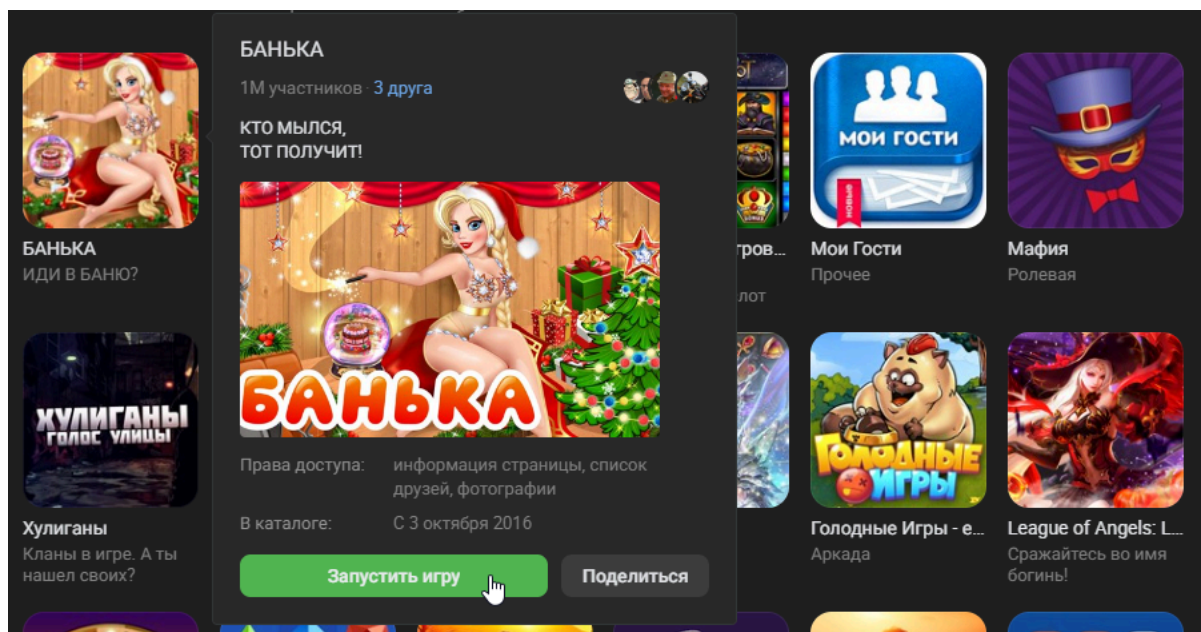 БАНЬКА
1М участников · 3 друга
КТО МЫЛСЯ,
ТОТ ПОЛУЧИТ!
БАНЬКА
Права доступа: информация страницы, список
друзей, фотографии
В каталоге: С 3 октября 2016
Запустить игру
Поделиться
БАНЬКА
ИДИ В БАНЮ?
МОИ ГОСТИ
НОВЫЕ
Мои Гости
Прочее
Мафия
Ролевая
ХУЛИГАНЫ
ГОЛОС УЛИЦЫ
Хулиганы
Кланы в игре. А ты
нашел своих?
ГОЛОДНЫЕ
ИГРЫ
Голодные Игры - е...
Аркада
League of Angels: L...
Сражайтесь во имя
богинь!